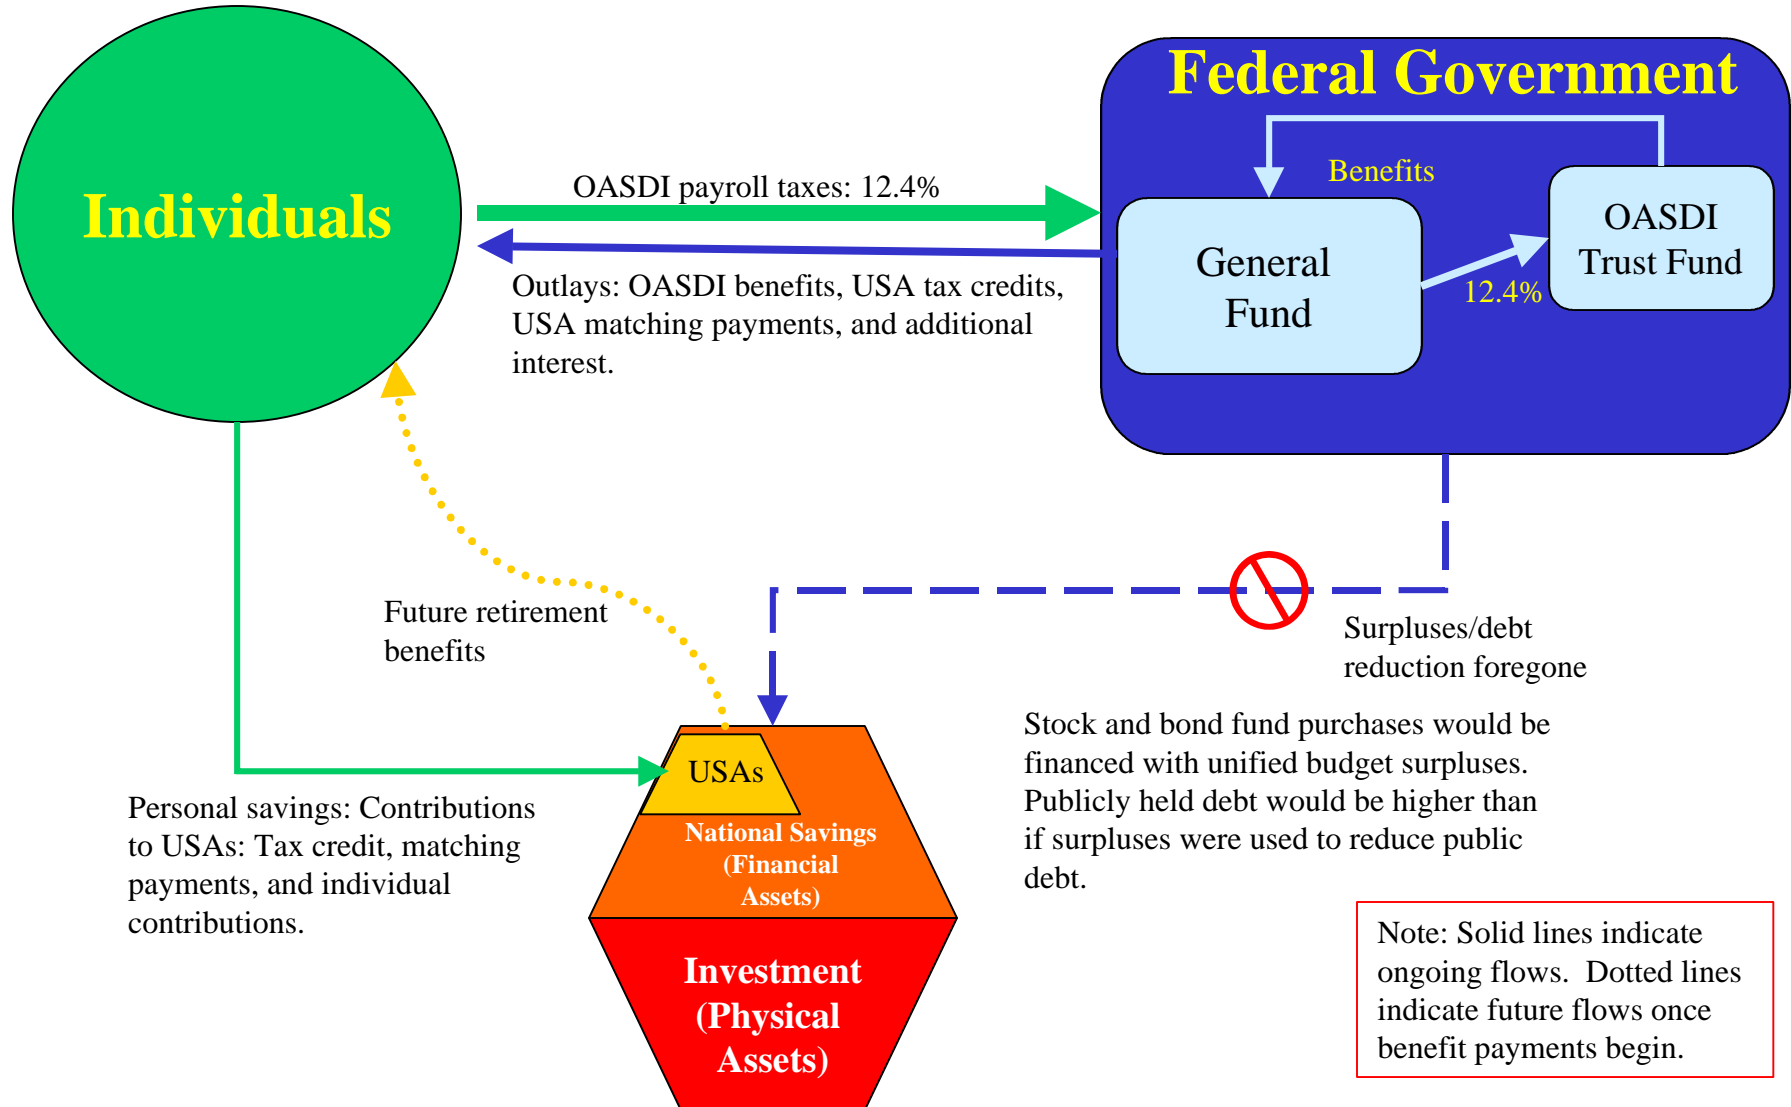 Federal Government
Individuals
OASDI payroll taxes: 12.4%
Benefits
OASDI
Trust Fund
General
Fund
12.4%
Outlays: OASDI benefits, USA tax credits,
USA matching payments, and additional
interest.
Future retirement
benefits
Surpluses/debt
reduction foregone
Stock and bond fund purchases would be
financed with unified budget surpluses.
Publicly held debt would be higher than
if surpluses were used to reduce public
debt.
USAs
National Savings
(Financial
Assets)
Personal savings: Contributions
to USAs: Tax credit, matching
payments, and individual
contributions.
Investment
(Physical
Assets)
Note: Solid lines indicate
ongoing flows.  Dotted lines
indicate future flows once
benefit payments begin.